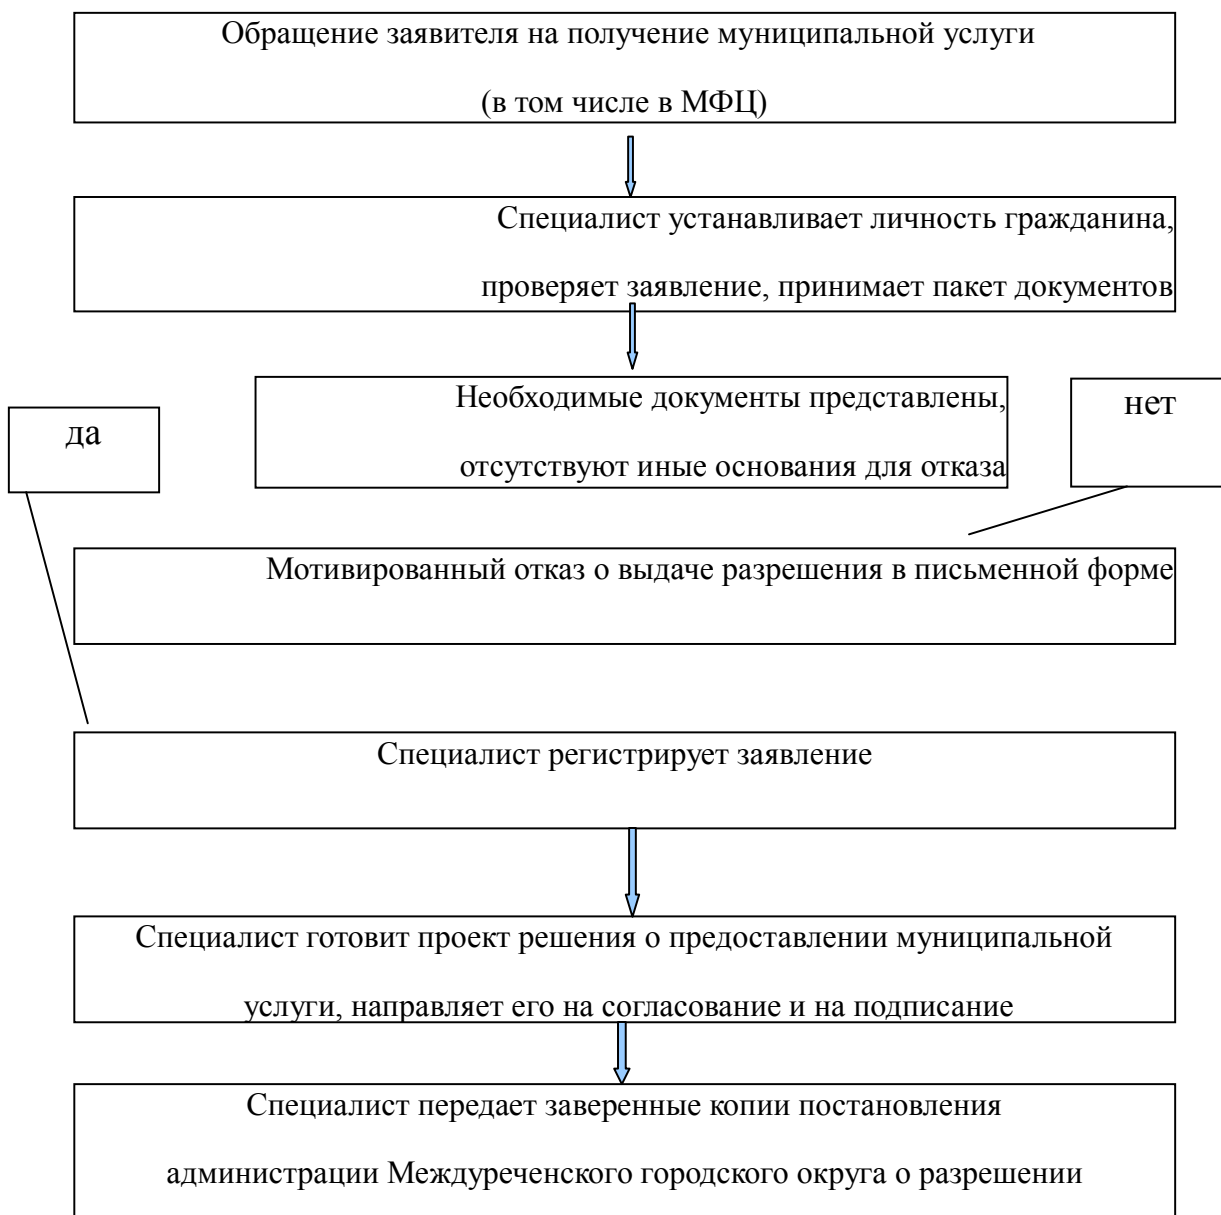 Обращение заявителя на получение муниципальной услуги
(в том числе в МФЦ)
Специалист устанавливает личность гражданина,
проверяет заявление, принимает пакет документов
да
Необходимые документы представлены,
отсутствуют иные основания для отказа
нет
Мотивированный отказ о выдаче разрешения в письменной форме
Специалист регистрирует заявление
Специалист готовит проект решения о предоставлении муниципальной
услуги, направляет его на согласование и на подписание
Специалист передает заверенные копии постановления
администрации Междуреченского городского округа о разрешении